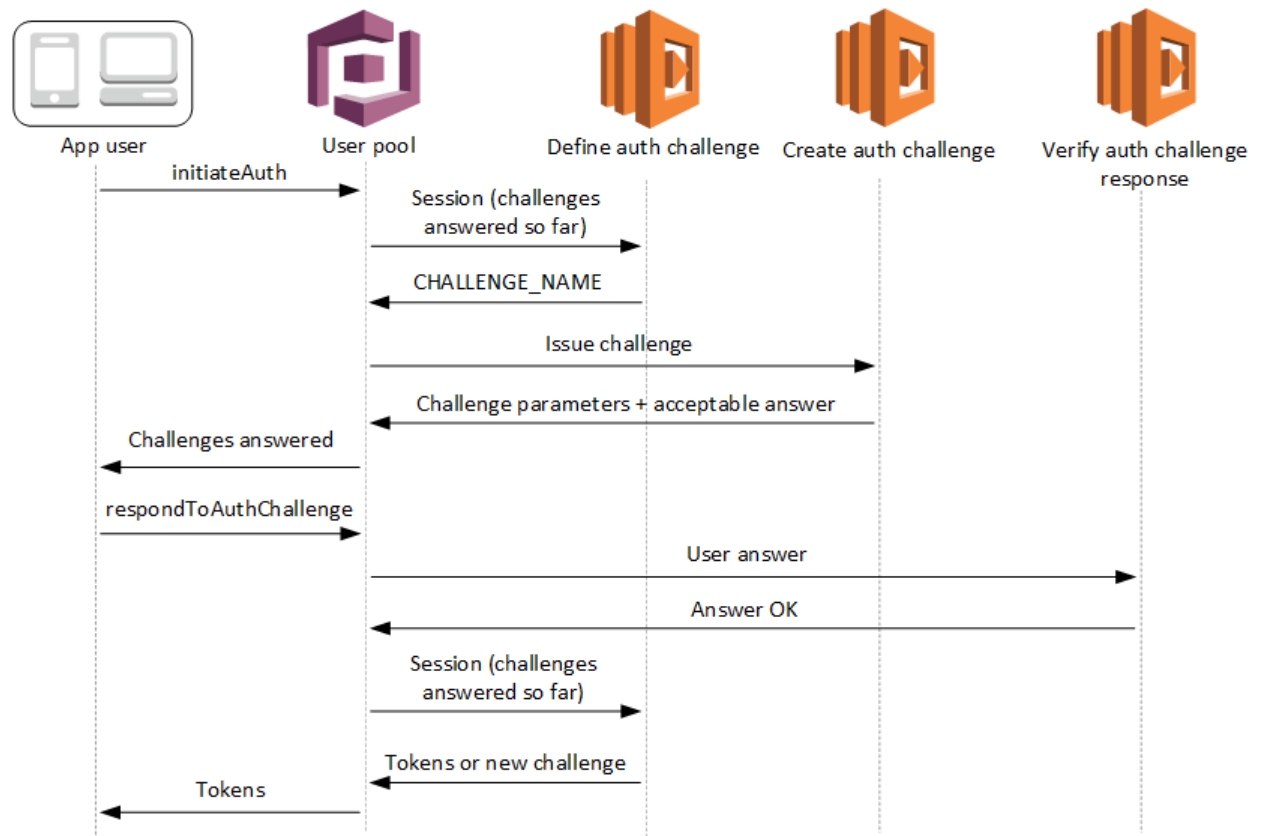 App user
User pool
Define auth challenge
Create auth challenge
Verify auth challenge
response
initiateAuth
Session (challenges
answered so far)
CHALLENGE_NAME
Issue challenge
Challenge parameters + acceptable answer
Challenges answered
respondToAuthChallenge
User answer
Answer OK
Session (challenges
answered so far)
Tokens or new challenge
Tokens